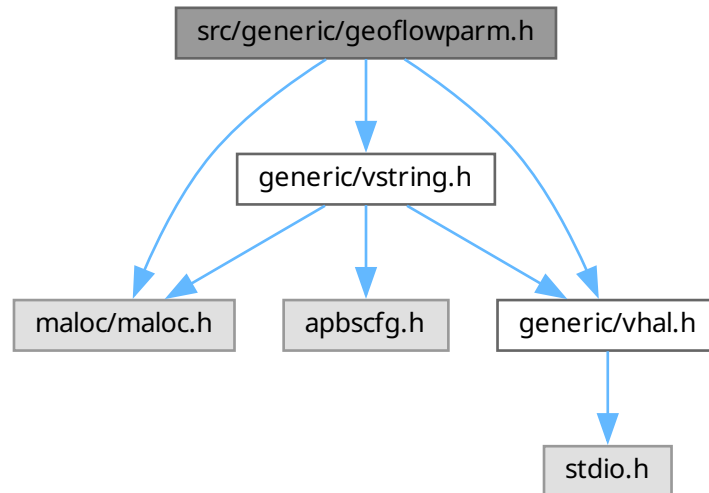 src/generic/geoflowparm.h
generic/vstring.h
maloc/maloc.h
apbscfg.h
generic/vhal.h
stdio.h